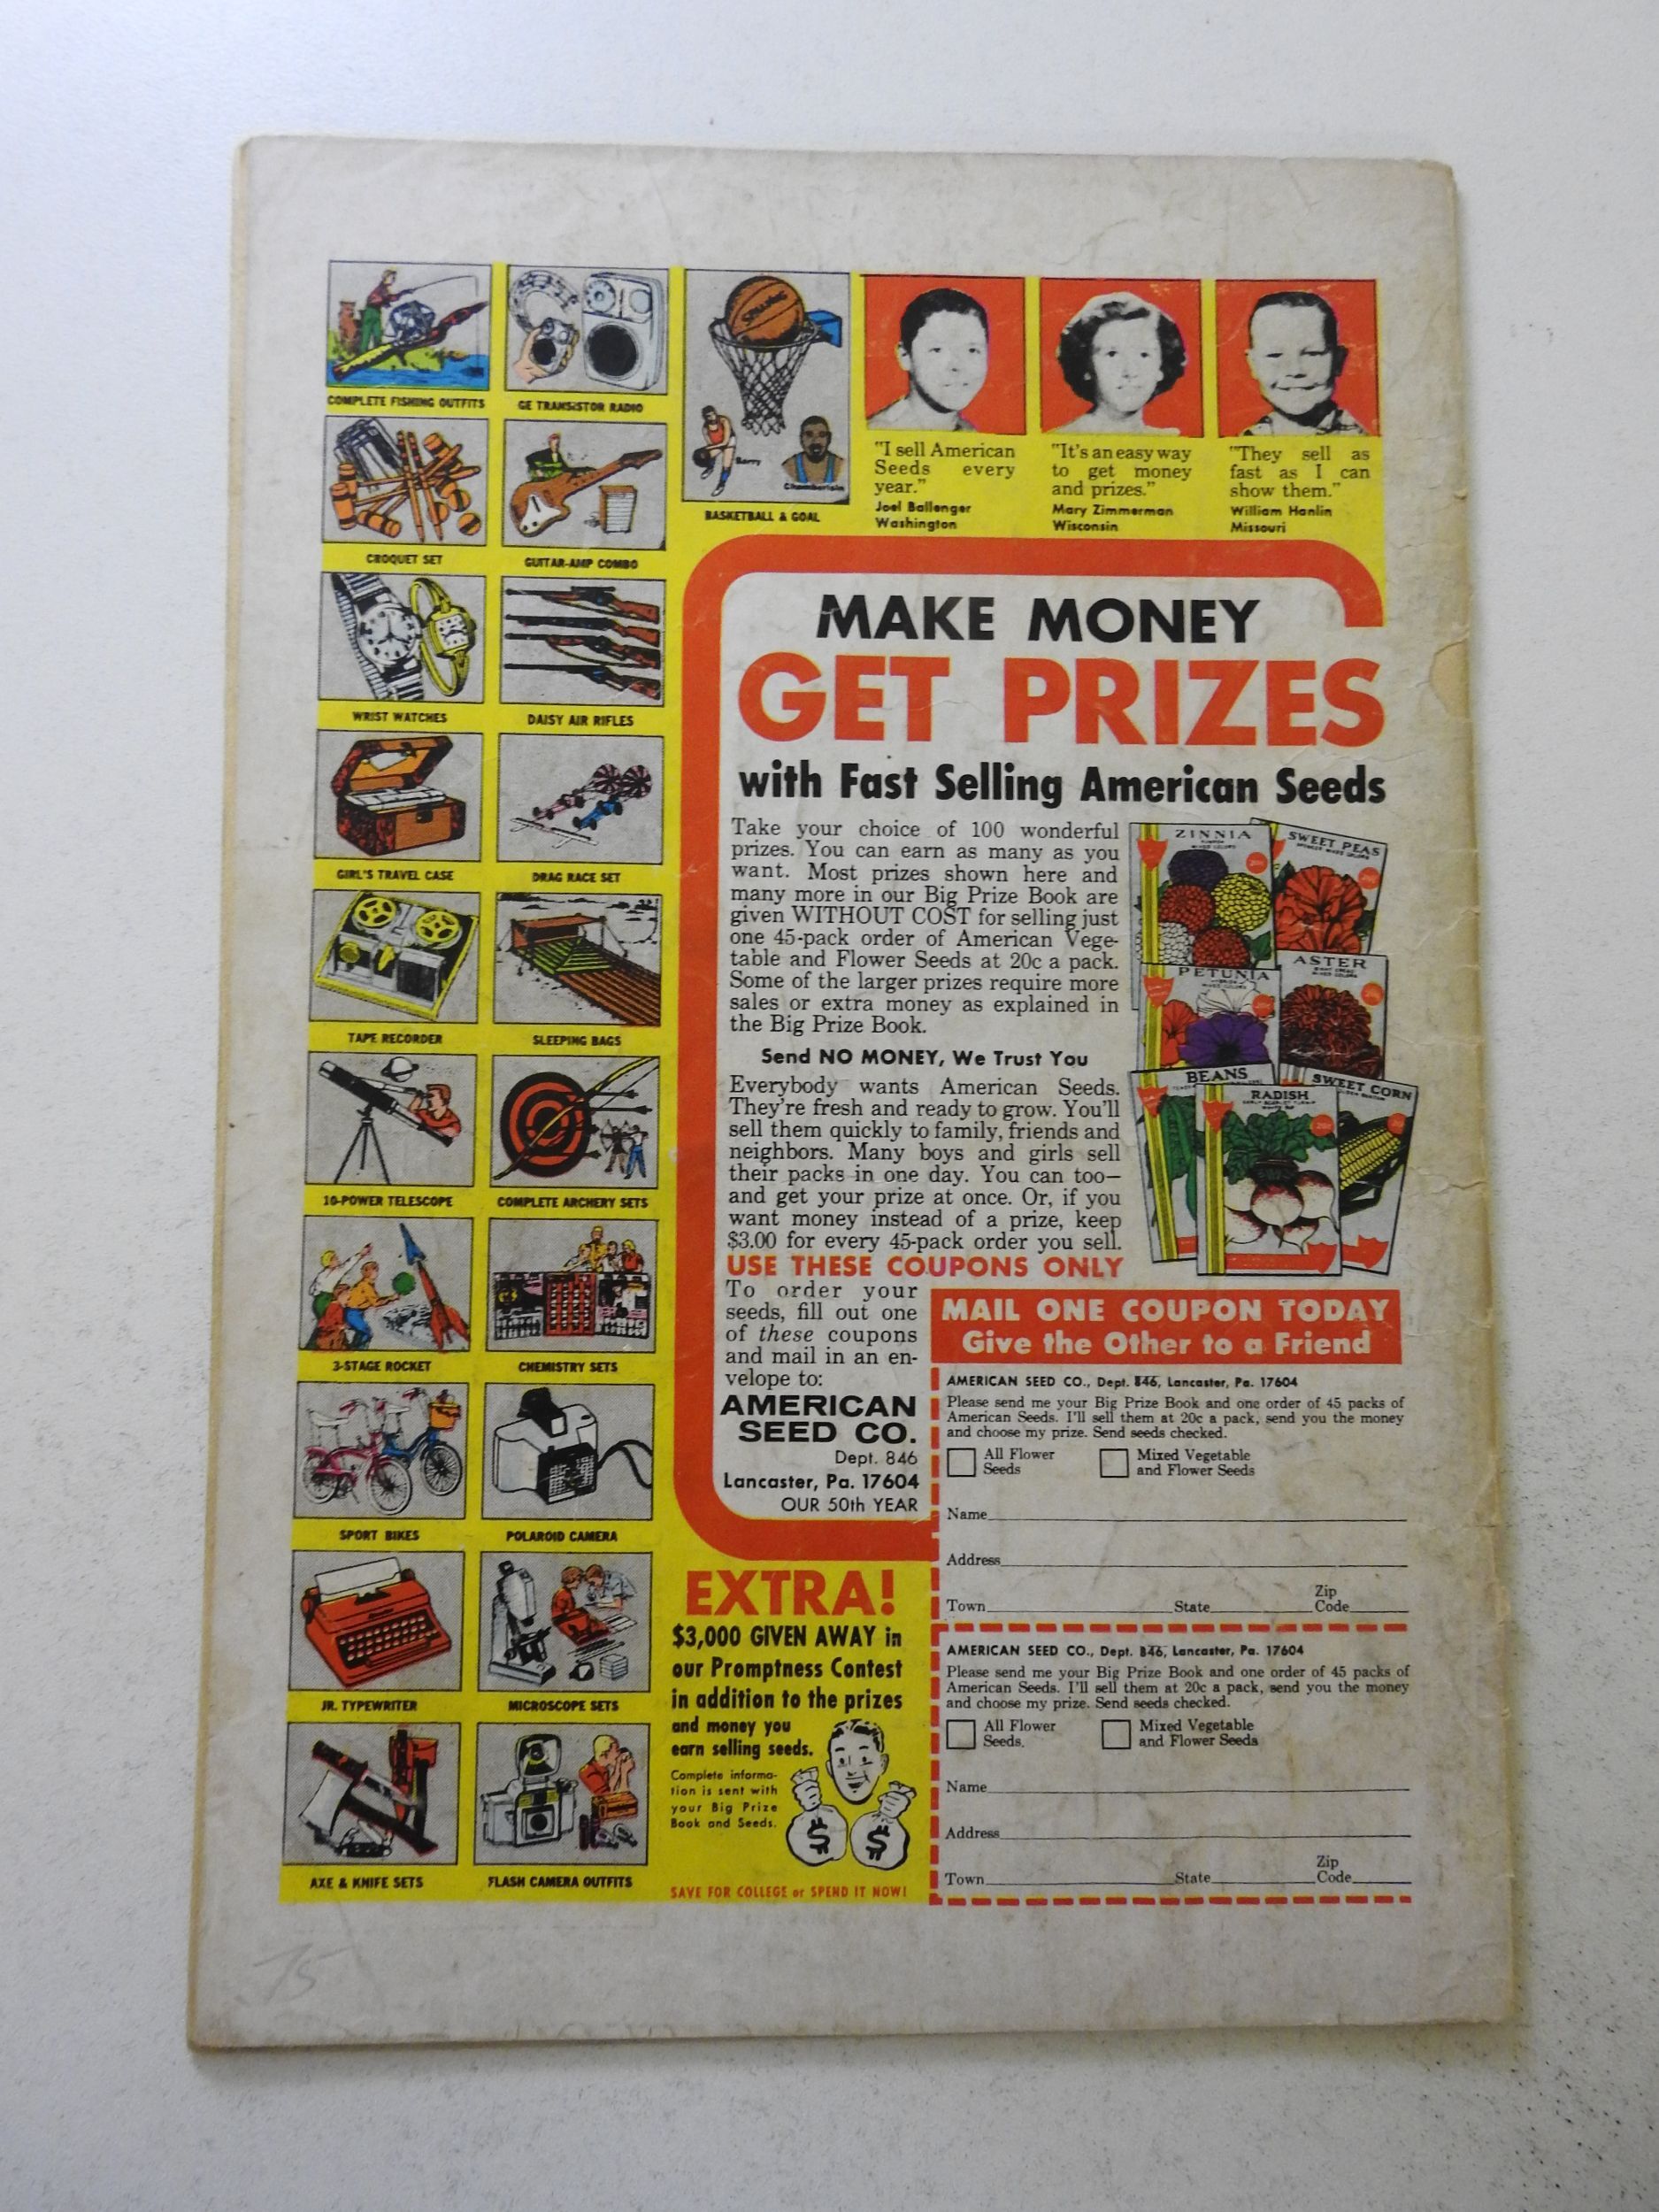 COMPLETE FISHING OUTFITS
GE TRANSISTOR RADIO
CROQUET SET
GUITAR-AMP COMBO
WRIST WATCHES
DAISY AIR RIFLES
GIRL'S TRAVEL CASE
DRAG RACE SET
TAPE RECORDER
SLEEPING BAGS
10-POWER TELESCOPE
COMPLETE ARCHERY SETS
3-STAGE ROCKET
CHEMISTRY SETS
SPORT BIKES
POLAROID CAMERA
JR. TYPEWRITER
MICROSCOPE SETS
AXE & KNIFE SETS
FLASH CAMERA OUTFITS
SPALDING
Barry
Chamberlain
BASKETBALL & GOAL
"I sell American
Seeds every
year."
Joel Ballenger
Washington
"It's an easy way
to get money
and prizes."
Mary Zimmerman
Wisconsin
"They sell as
fast as I can
show them."
William Hanlin
Missouri
MAKE MONEY
GET PRIZES
with Fast Selling American Seeds
Take your choice of 100 wonderful
prizes. You can earn as many as you
want. Most prizes shown here and
many more in our Big Prize Book are
given WITHOUT COST for selling just
one 45-pack order of American Vege-
table and Flower Seeds at 20c a pack.
Some of the larger prizes require more
sales or extra money as explained in
the Big Prize Book.
Send NO MONEY, We Trust You
Everybody wants American Seeds.
They're fresh and ready to grow. You'll
sell them quickly to family, friends and
neighbors. Many boys and girls sell
their packs in one day. You can too—
and get your prize at once. Or, if you
want money instead of a prize, keep
$3.00 for every 45-pack order you sell.
USE THESE COUPONS ONLY
To order your
seeds, fill out one
of these coupons
and mail in an en-
velope to:
AMERICAN
SEED CO.
Dept. 846
Lancaster, Pa. 17604
OUR 50th YEAR
ZINNIA
MIXED COLORS
SWEET PEAS
MIXED COLORS
PETUNIA
MIXED COLORS
ASTER
MIXED COLORS
BEANS
RADISH
SWEET CORN
MAIL ONE COUPON TODAY
Give the Other to a Friend
AMERICAN SEED CO., Dept. 846, Lancaster, Pa. 17604
Please send me your Big Prize Book and one order of 45 packs of
American Seeds. I'll sell them at 20c a pack, send you the money
and choose my prize. Send seeds checked.
All Flower
Seeds
Mixed Vegetable
and Flower Seeds
Name
Address
Town State Zip Code
AMERICAN SEED CO., Dept. 846, Lancaster, Pa. 17604
Please send me your Big Prize Book and one order of 45 packs of
American Seeds. I'll sell them at 20c a pack, send you the money
and choose my prize. Send seeds checked.
All Flower
Seeds.
Mixed Vegetable
and Flower Seeds
Name
Address
Town State Zip Code
EXTRA!
$3,000 GIVEN AWAY in
our Promptness Contest
in addition to the prizes
and money you
earn selling seeds.
Complete informa-
tion is sent with
your Big Prize
Book and Seeds.
$ $
SAVE FOR COLLEGE or SPEND IT NOW!
75